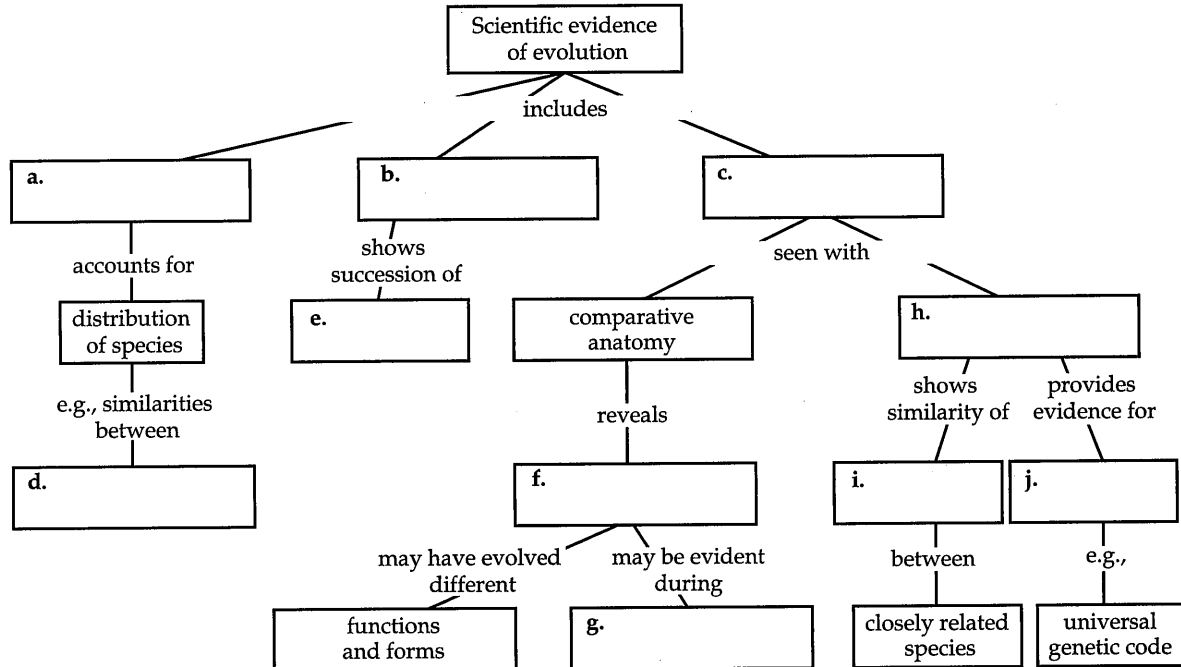 Scientific evidence
of evolution
includes
a.
b.
c.
accounts for
shows
succession of
seen with
distribution
of species
e.
comparative
anatomy
h.
e.g., similarities
between
reveals
shows
similarity of
provides
evidence for
d.
f.
i.
j.
may have evolved
different
may be evident
during
between
e.g.,
functions
and forms
g.
closely related
species
universal
genetic code